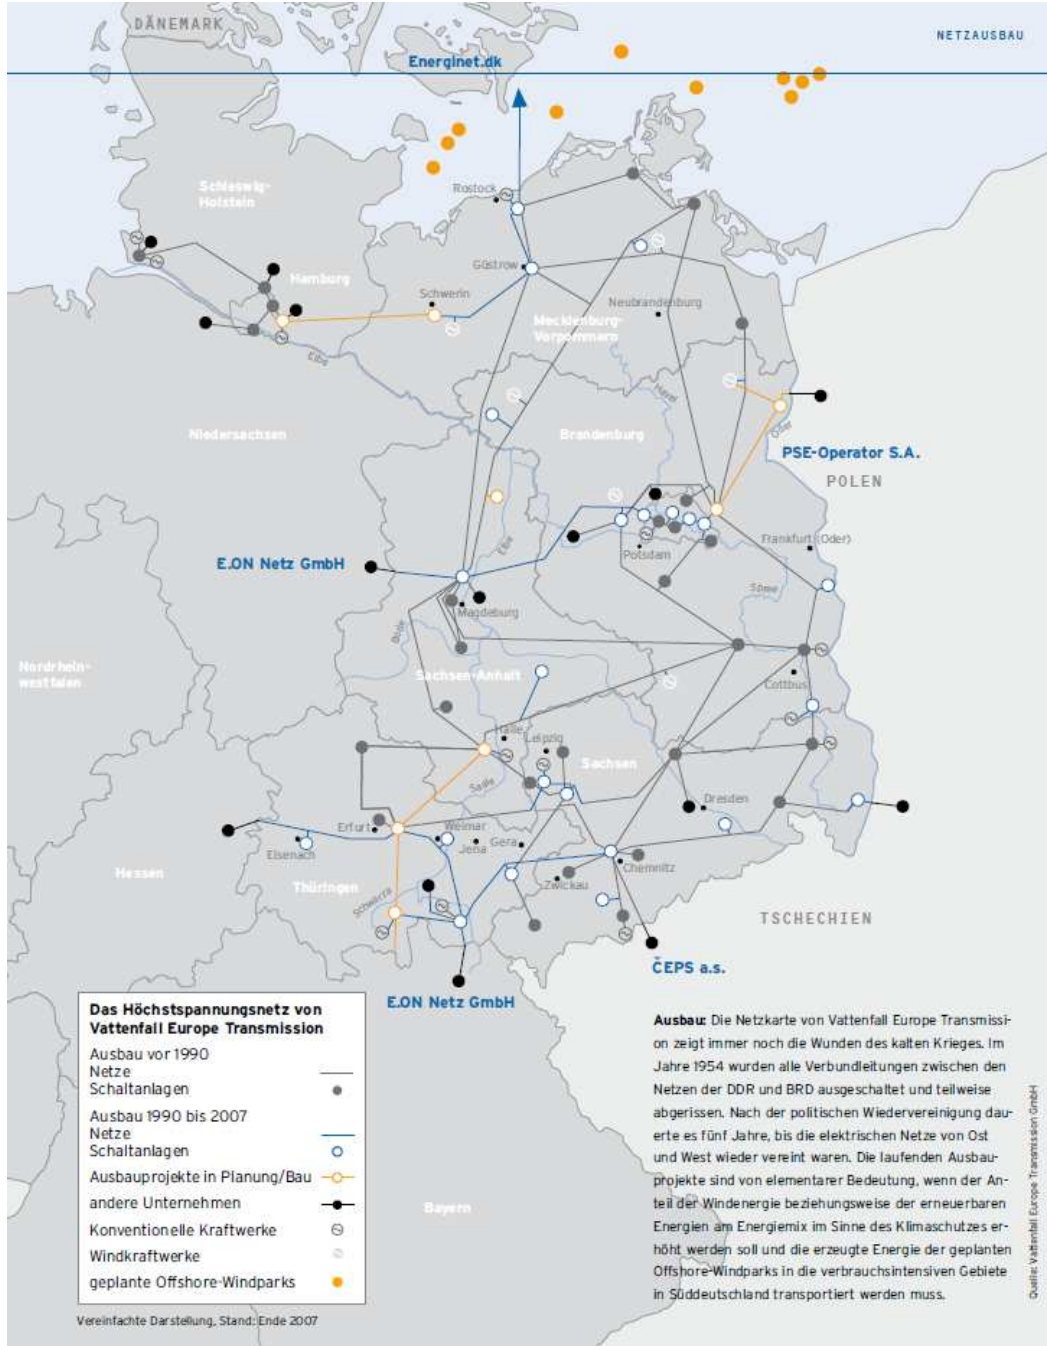 DÄNEMARK
NETZAUSBAU
Energinet.dk
Schleswig-
Holstein
Rostock
Güstrow
Hamburg
Schwerin
Neubrandenburg
Mecklenburg-
Vorpommern
Elbe
Havel
Niedersachsen
Brandenburg
Oder
PSE-Operator S.A.
POLEN
Elbe
Potsdam
Frankfurt (Oder)
E.ON Netz GmbH
Spree
Magdeburg
Bode
Nordrhein-
westfalen
Sachsen-Anhalt
Cottbus
Halle
Leipzig
Sachsen
Saale
Dresden
Erfurt
Weimar
Jena
Gera
Eisenach
Chemnitz
Zwickau
Hessen
Thüringen
Schwarza
TSCHECHIEN
ČEPS a.s.
E.ON Netz GmbH
Bayern
Das Höchstspannungsnetz von
Vattenfall Europe Transmission
Ausbau vor 1990
Netze
Schaltanlagen
Ausbau 1990 bis 2007
Netze
Schaltanlagen
Ausbauprojekte in Planung/Bau
andere Unternehmen
Konventionelle Kraftwerke
Windkraftwerke
geplante Offshore-Windparks
Vereinfachte Darstellung, Stand: Ende 2007
Ausbau: Die Netzkarte von Vattenfall Europe Transmissi-
on zeigt immer noch die Wunden des kalten Krieges. Im
Jahre 1954 wurden alle Verbundleitungen zwischen den
Netzen der DDR und BRD ausgeschaltet und teilweise
abgerissen. Nach der politischen Wiedervereinigung dau-
erte es fünf Jahre, bis die elektrischen Netze von Ost
und West wieder vereint waren. Die laufenden Ausbau-
projekte sind von elementarer Bedeutung, wenn der An-
teil der Windenergie beziehungsweise der erneuerbaren
Energien am Energiemix im Sinne des Klimaschutzes er-
höht werden soll und die erzeugte Energie der geplanten
Offshore-Windparks in die verbrauchsintensiven Gebiete
in Süddeutschland transportiert werden muss.
Quelle: Vattenfall Europe Transmission GmbH